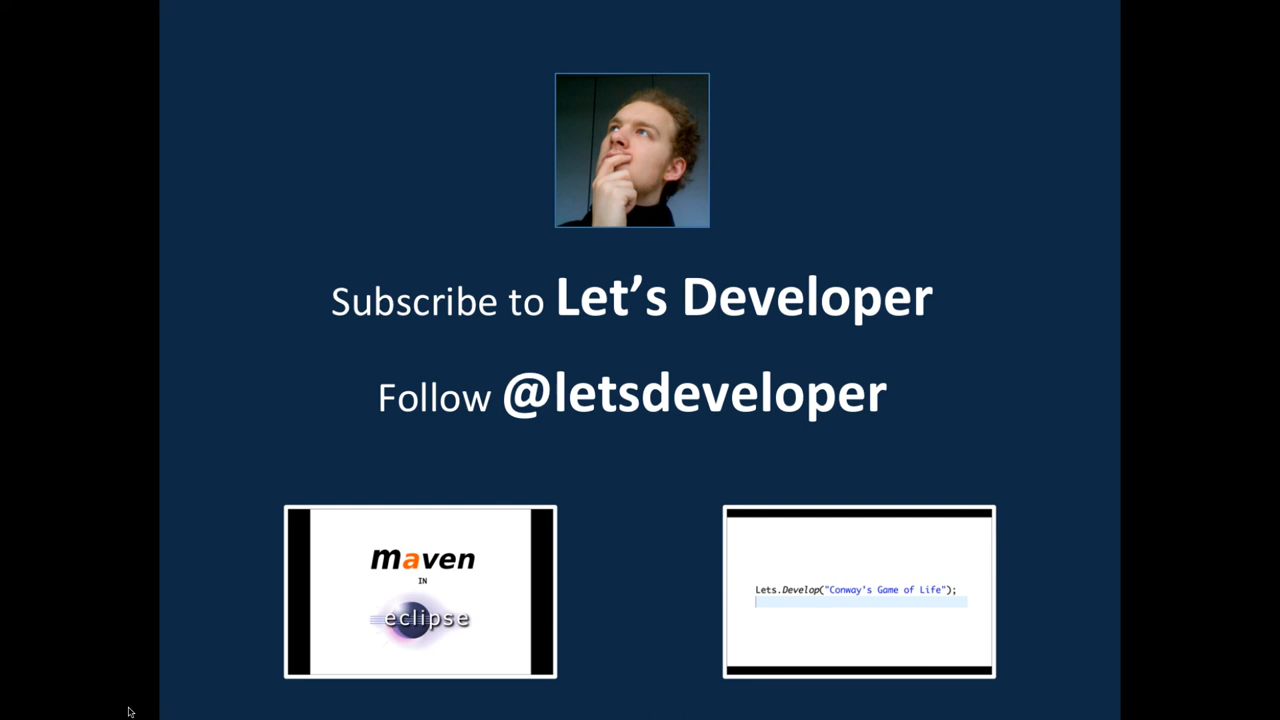 Subscribe to Let’s Developer
Follow @letsdeveloper
maven
IN
eclipse
Lets.Develop("Conway's Game of Life");